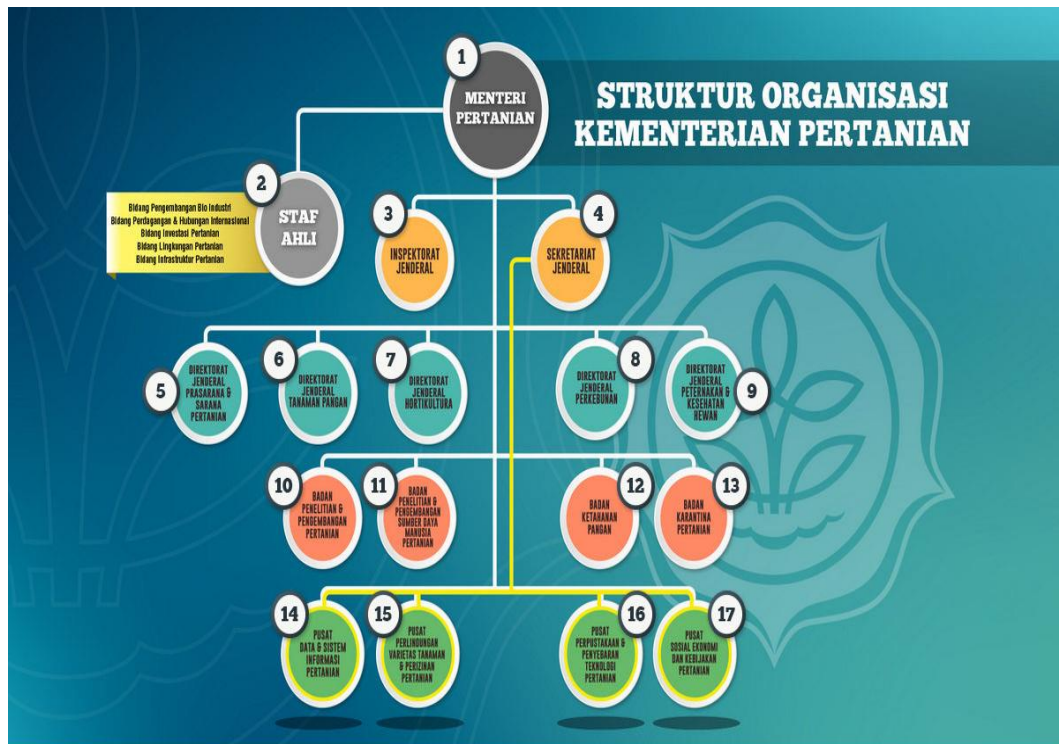 STRUKTUR ORGANISASI
KEMENTERIAN PERTANIAN
1
MENTERI
PERTANIAN
2
STAF
AHLI
Bidang Pengembangan Bio Industri
Bidang Perdagangan & Hubungan Internasional
Bidang Investasi Pertanian
Bidang Lingkungan Pertanian
Bidang Infrastruktur Pertanian
3
INSPEKTORAT
JENDERAL
4
SEKRETARIAT
JENDERAL
5
DIREKTORAT
JENDERAL
PRASARANA &
SARANA
PERTANIAN
6
DIREKTORAT
JENDERAL
TANAMAN PANGAN
7
DIREKTORAT
JENDERAL
HORTIKULTURA
8
DIREKTORAT
JENDERAL
PERKEBUNAN
9
DIREKTORAT
JENDERAL
PETERNAKAN &
KESEHATAN
HEWAN
10
BADAN
PENELITIAN &
PENGEMBANGAN
PERTANIAN
11
BADAN
PENELITIAN &
PENGEMBANGAN
SUMBER DAYA
MANUSIA
PERTANIAN
12
BADAN
KETAHANAN
PANGAN
13
BADAN
KARANTINA
PERTANIAN
14
PUSAT
DATA & SISTEM
INFORMASI
PERTANIAN
15
PUSAT
PERLINDUNGAN
VARIETAS TANAMAN
& PERIZINAN
PERTANIAN
16
PUSAT
PERPUSTAKAAN &
PENYEBARAN
TEKNOLOGI
PERTANIAN
17
PUSAT
SOSIAL EKONOMI
DAN KEBIJAKAN
PERTANIAN